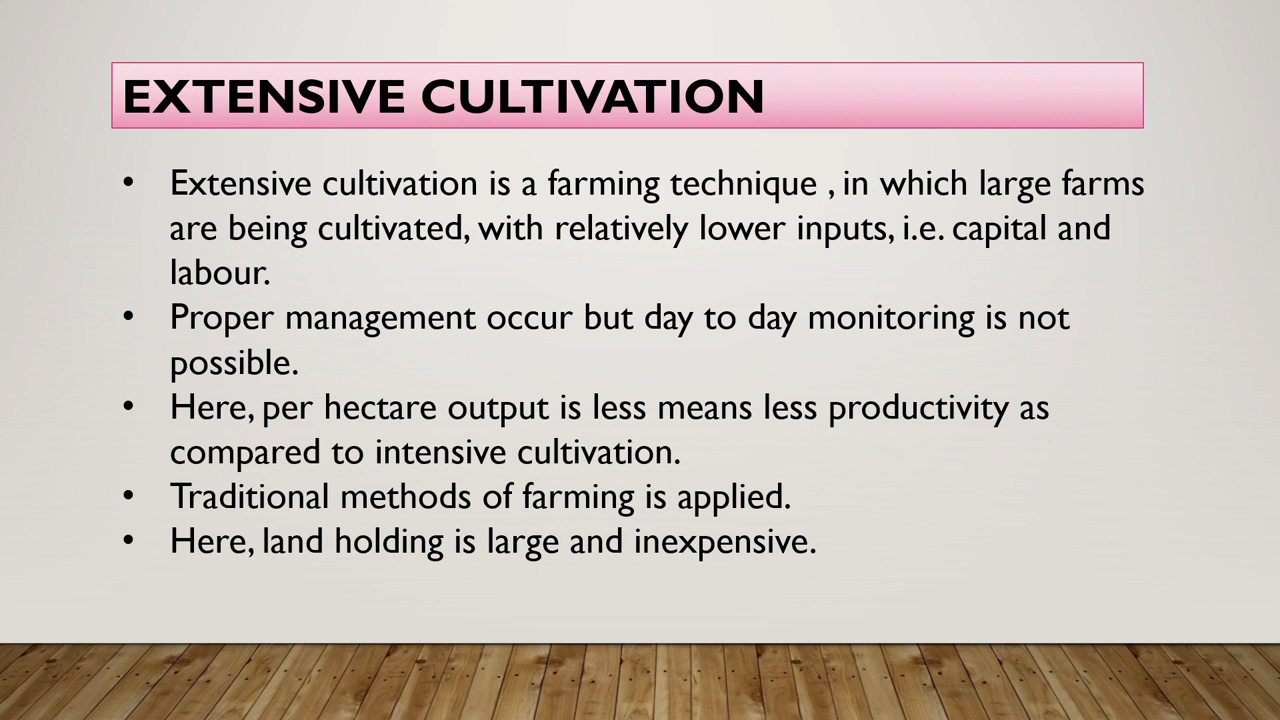 EXTENSIVE CULTIVATION
• Extensive cultivation is a farming technique , in which large farms
are being cultivated, with relatively lower inputs, i.e. capital and
labour.
• Proper management occur but day to day monitoring is not
possible.
• Here, per hectare output is less means less productivity as
compared to intensive cultivation.
• Traditional methods of farming is applied.
• Here, land holding is large and inexpensive.